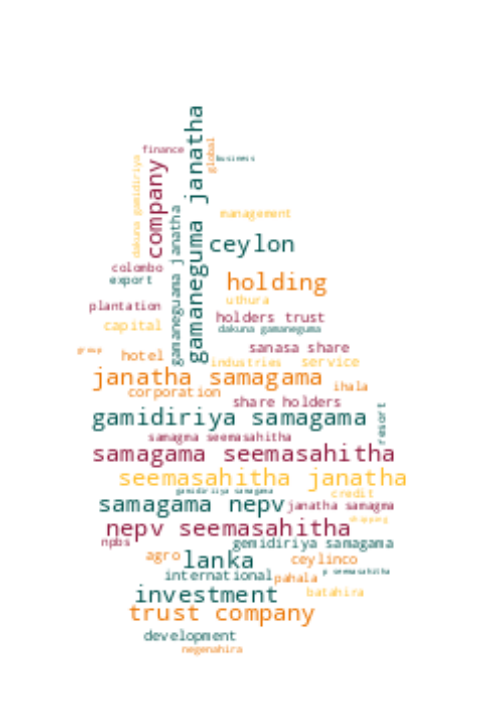 finance
business
global
gamaneguma janatha
company
dakuna gamidiriya
gamaneguama janatha
management
ceylon
colombo
export
holding
uthura
plantation
holders trust
capital
dakuna gamaneguma
group
sanasa share
hotel
industries
service
janatha samagama
ihala
corporation
share holders
resort
gamidiriya samagama
samagma seemasahitha
samagama seemasahitha
seemasahitha janatha
gamidiriya samagama
credit
samagama nepv
janatha samagma
shipping
nepv seemasahitha
npbs
gemidiriya samagama
agro
lanka
ceylinco
international
pahala
p seemasahitha
investment
batahira
trust company
development
negenahira